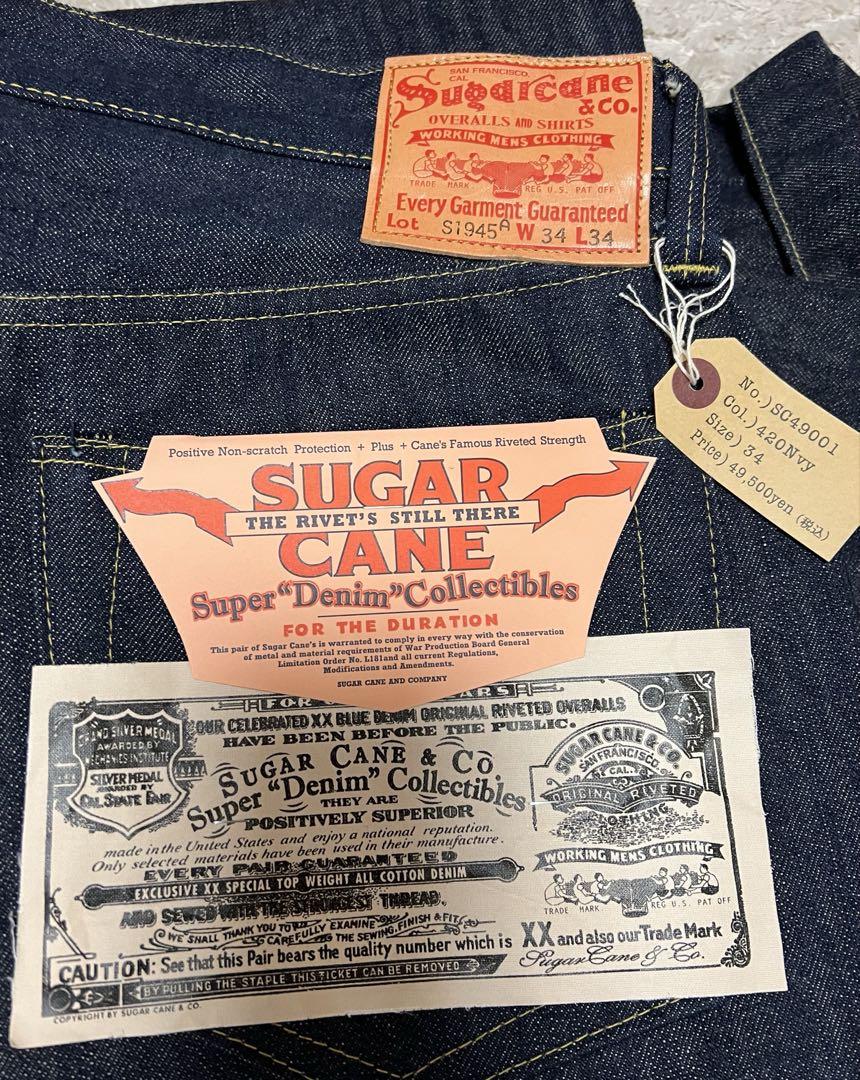 SAN FRANCISCO,
CAL
Sugarcane
& CO.
OVERALLS AND SHIRTS
WORKING MENS CLOTHING
TRADE MARK REG U.S. PAT OFF
Every Garment Guaranteed
Lot S1945A W 34 L34
No.)SC49001
Col.)420Nvy
Size) 34
Price) 49,500yen (税込)
Positive Non-scratch Protection + Plus + Cane's Famous Riveted Strength
SUGAR
THE RIVET'S STILL THERE
CANE
Super "Denim" Collectibles
FOR THE DURATION
This pair of Sugar Cane's is warranted to comply in every way with the conservation
of metal and material requirements of War Production Board General
Limitation Order No. L181and all current Regulations,
Modifications and Amendments.
SUGAR CANE AND COMPANY
FOR
OUR CELEBRATED XX BLUE DENIM ORIGINAL RIVETED OVERALLS
HAVE BEEN BEFORE THE PUBLIC.
SILVER MEDAL
AWARDED BY
MECHANICS INSTITUTE
SILVER MEDAL
AWARDED BY
CAL STATE FAIR
SUGAR CANE & CO
Super "Denim" Collectibles
THEY ARE
POSITIVELY SUPERIOR
made in the United States and enjoy a national reputation.
Only selected materials have been used in their manufacture.
EVERY PAIR GUARANTEED
EXCLUSIVE XX SPECIAL TOP WEIGHT ALL COTTON DENIM
AND SEWED WITH THE STRONGEST THREAD.
WE SHALL THANK YOU TO
CAREFULLY EXAMINE THE SEWING, FINISH & FIT.
CAUTION: See that this Pair bears the quality number which is XX and also our Trade Mark
BY PULLING THE STAPLE THIS TICKET CAN BE REMOVED
Sugar Cane & Co.
COPYRIGHT BY SUGAR CANE & CO.
SUGAR CANE & CO.
SAN FRANCISCO,
CAL.
ORIGINAL RIVETED
CLOTHING
WORKING MENS CLOTHING
TRADE MARK REG U.S. PAT OFF